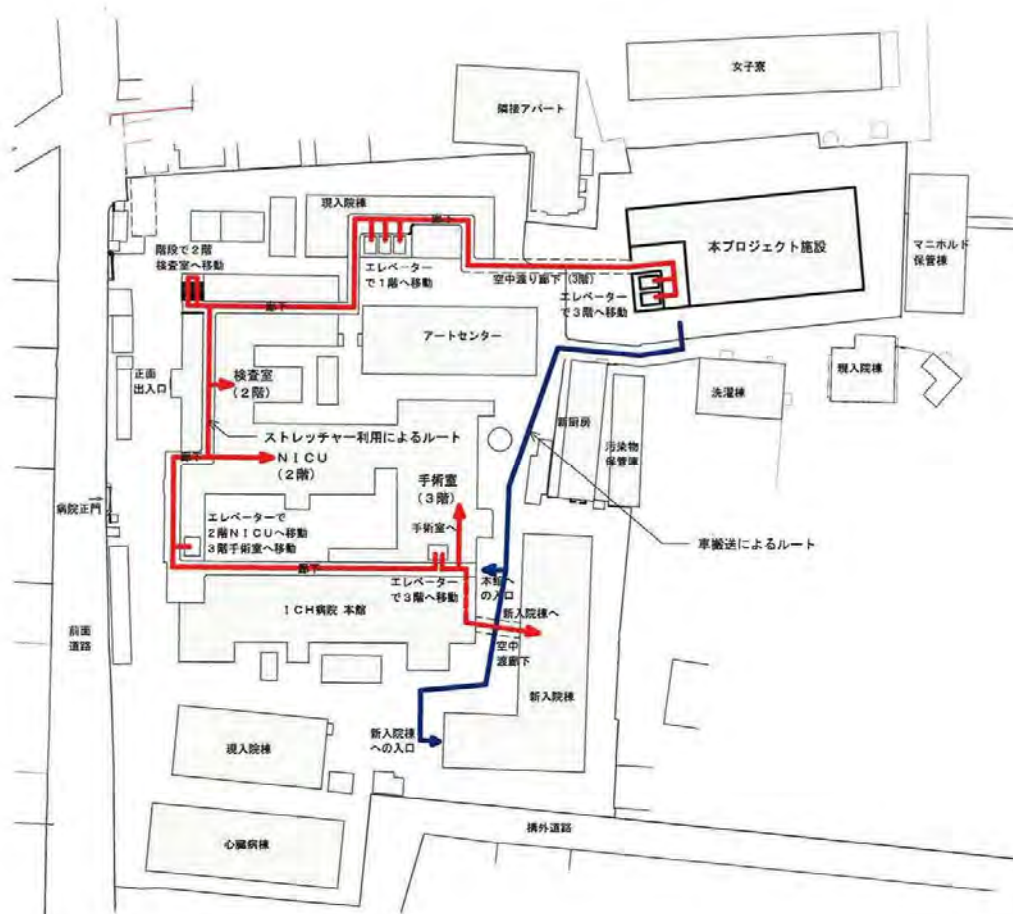 女子寮
隣接アパート
現入院棟
廊下
本プロジェクト施設
マニホルド
保管棟
階段で2階
検査室へ移動
エレベーター
で1階へ移動
空中渡り廊下(3階)
エレベーター
で3階へ移動
廊下
アートセンター
正面
出入口
検査室
(2階)
新厨房
洗濯棟
現入院棟
汚染物
保管庫
ストレッチャー利用によるルート
廊下
NICU
(2階)
手術室
(3階)
病院正門
エレベーターで
2階NICUへ移動
3階手術室へ移動
手術室へ
車搬送によるルート
廊下
エレベーター
で3階へ移動
本館へ
の入口
ICH病院 本館
新入院棟へ
前面
道路
空中
渡廊下
新入院棟
新入院棟
への入口
現入院棟
構外道路
心臓病棟